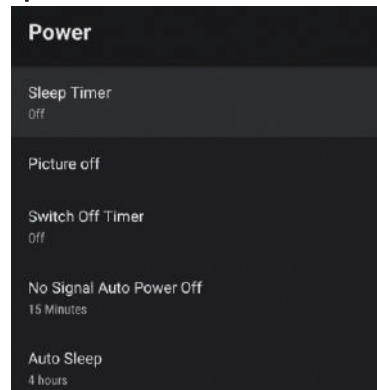 Power
Sleep Timer
Off
Picture off
Switch Off Timer
Off
No Signal Auto Power Off
15 Minutes
Auto Sleep
4 hours